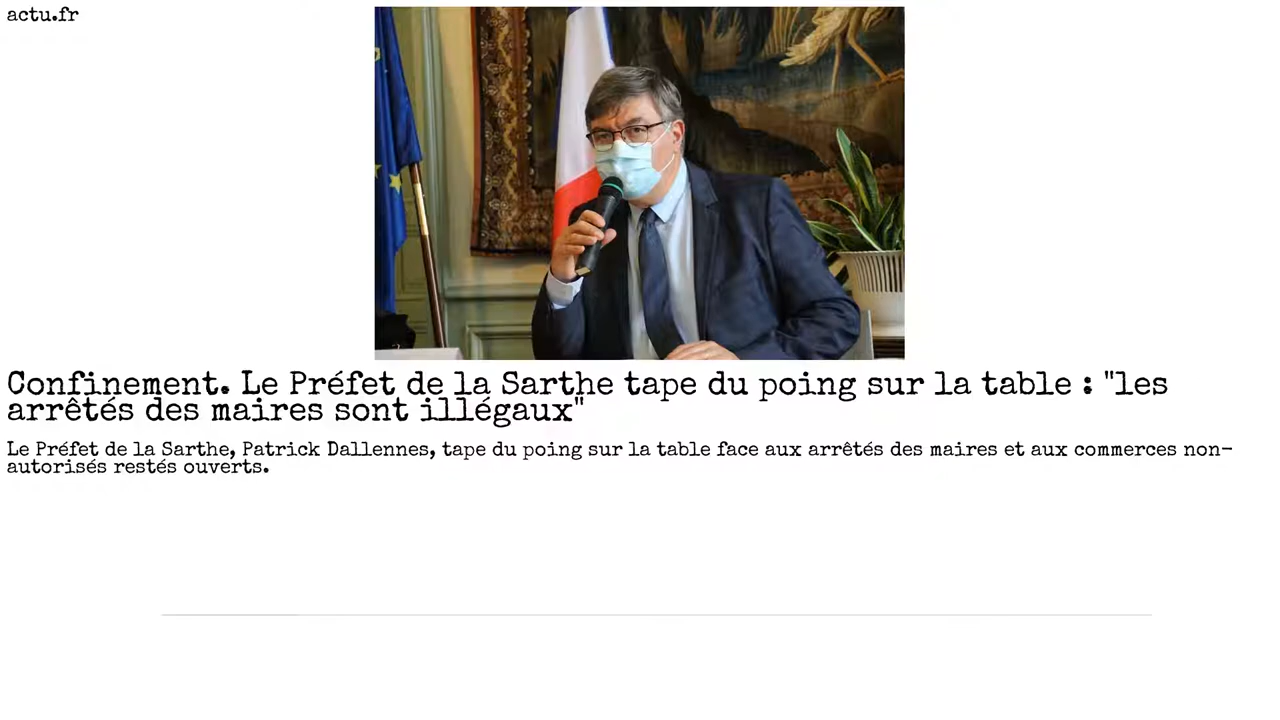 actu.fr
Confinement. Le Préfet de la Sarthe tape du poing sur la table : "les
arrêtés des maires sont illégaux"
Le Préfet de la Sarthe, Patrick Dallennes, tape du poing sur la table face aux arrêtés des maires et aux commerces non-
autorisés restés ouverts.